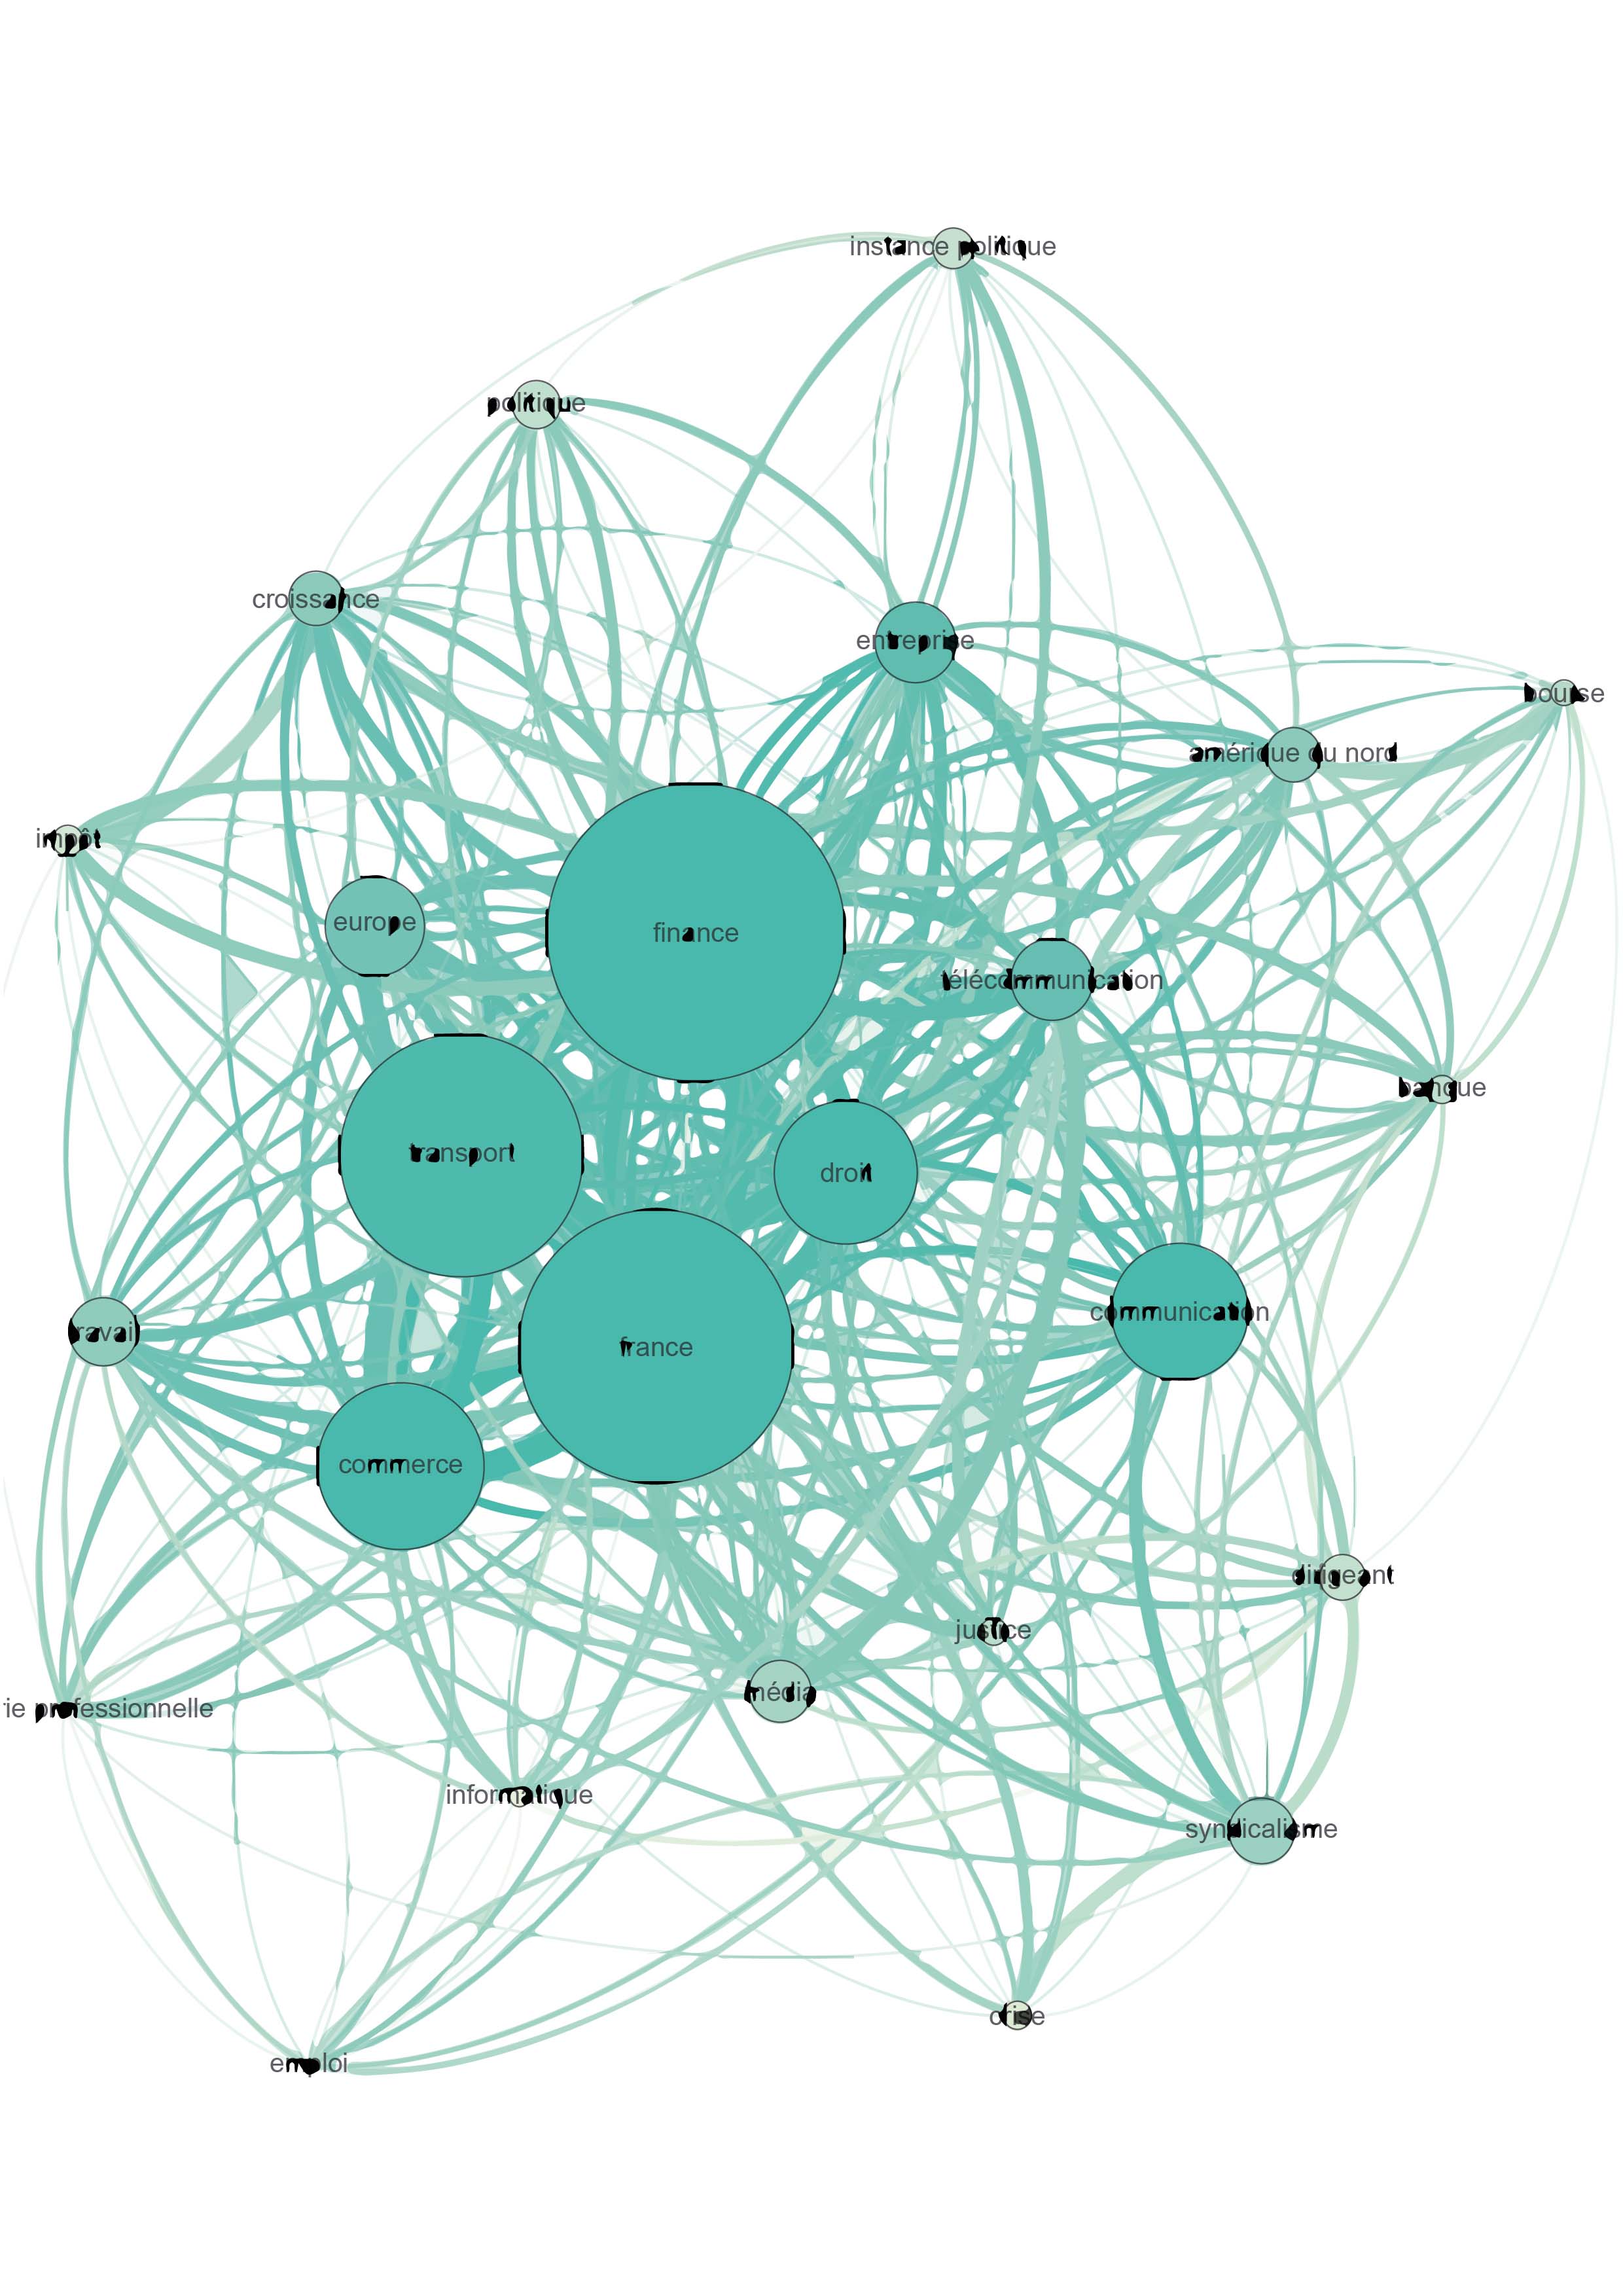 instance politique
politique
croissance
entreprise
bourse
amérique du nord
impôt
europe
finance
télécommunication
banque
transport
droit
communication
travail
france
commerce
dirigeant
justice
média
rie professionnelle
informatique
syndicalisme
crise
emploi